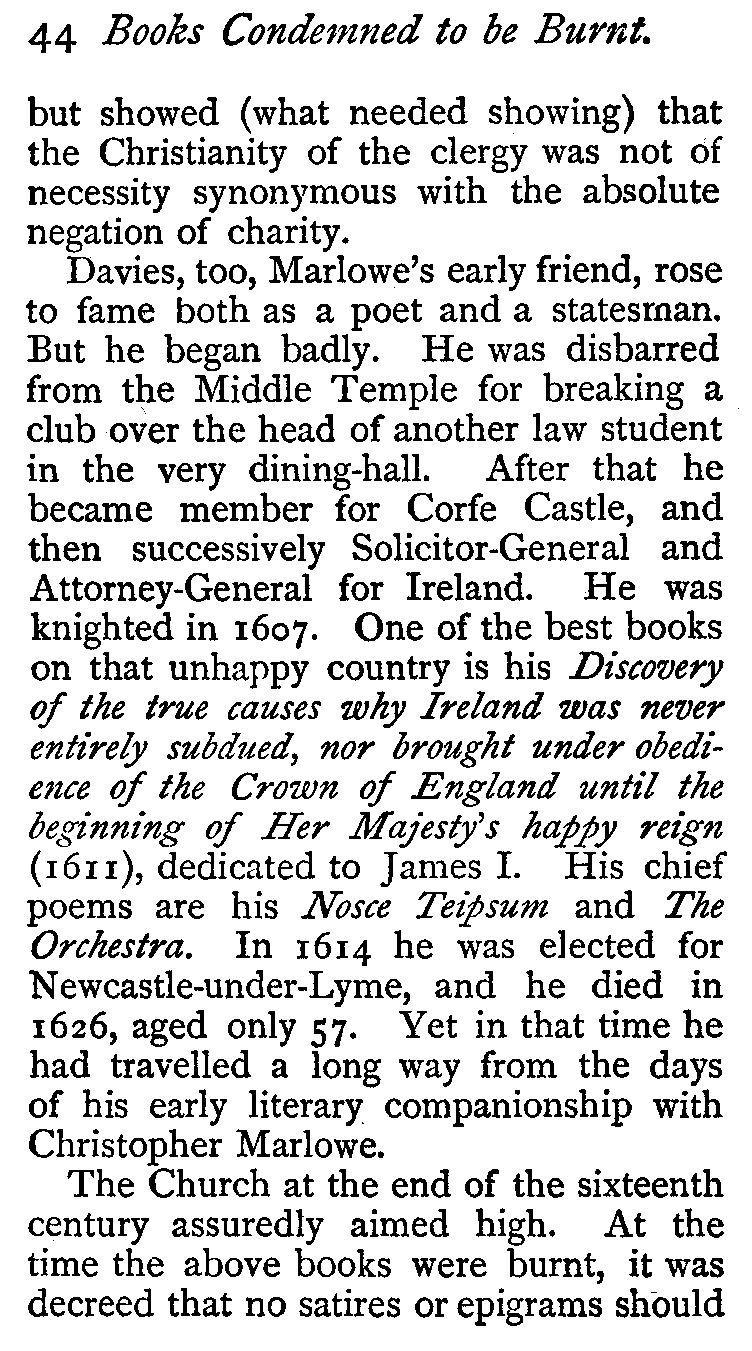 44 Books Condemned to be Burnt.
but showed (what needed showing) that
the Christianity of the clergy was not of
necessity synonymous with the absolute
negation of charity.
Davies, too, Marlowe's early friend, rose
to fame both as a poet and a statesman.
But he began badly. He was disbarred
from the Middle Temple for breaking a
club over the head of another law student
in the very dining-hall. After that he
became member for Corfe Castle, and
then successively Solicitor-General and
Attorney-General for Ireland. He was
knighted in 1607. One of the best books
on that unhappy country is his Discovery
of the true causes why Ireland was never
entirely subdued, nor brought under obedi-
ence of the Crown of England until the
beginning of Her Majesty's happy reign
(1611), dedicated to James I. His chief
poems are his Nosce Teipsum and The
Orchestra. In 1614 he was elected for
Newcastle-under-Lyme, and he died in
1626, aged only 57. Yet in that time he
had travelled a long way from the days
of his early literary companionship with
Christopher Marlowe.
The Church at the end of the sixteenth
century assuredly aimed high. At the
time the above books were burnt, it was
decreed that no satires or epigrams should